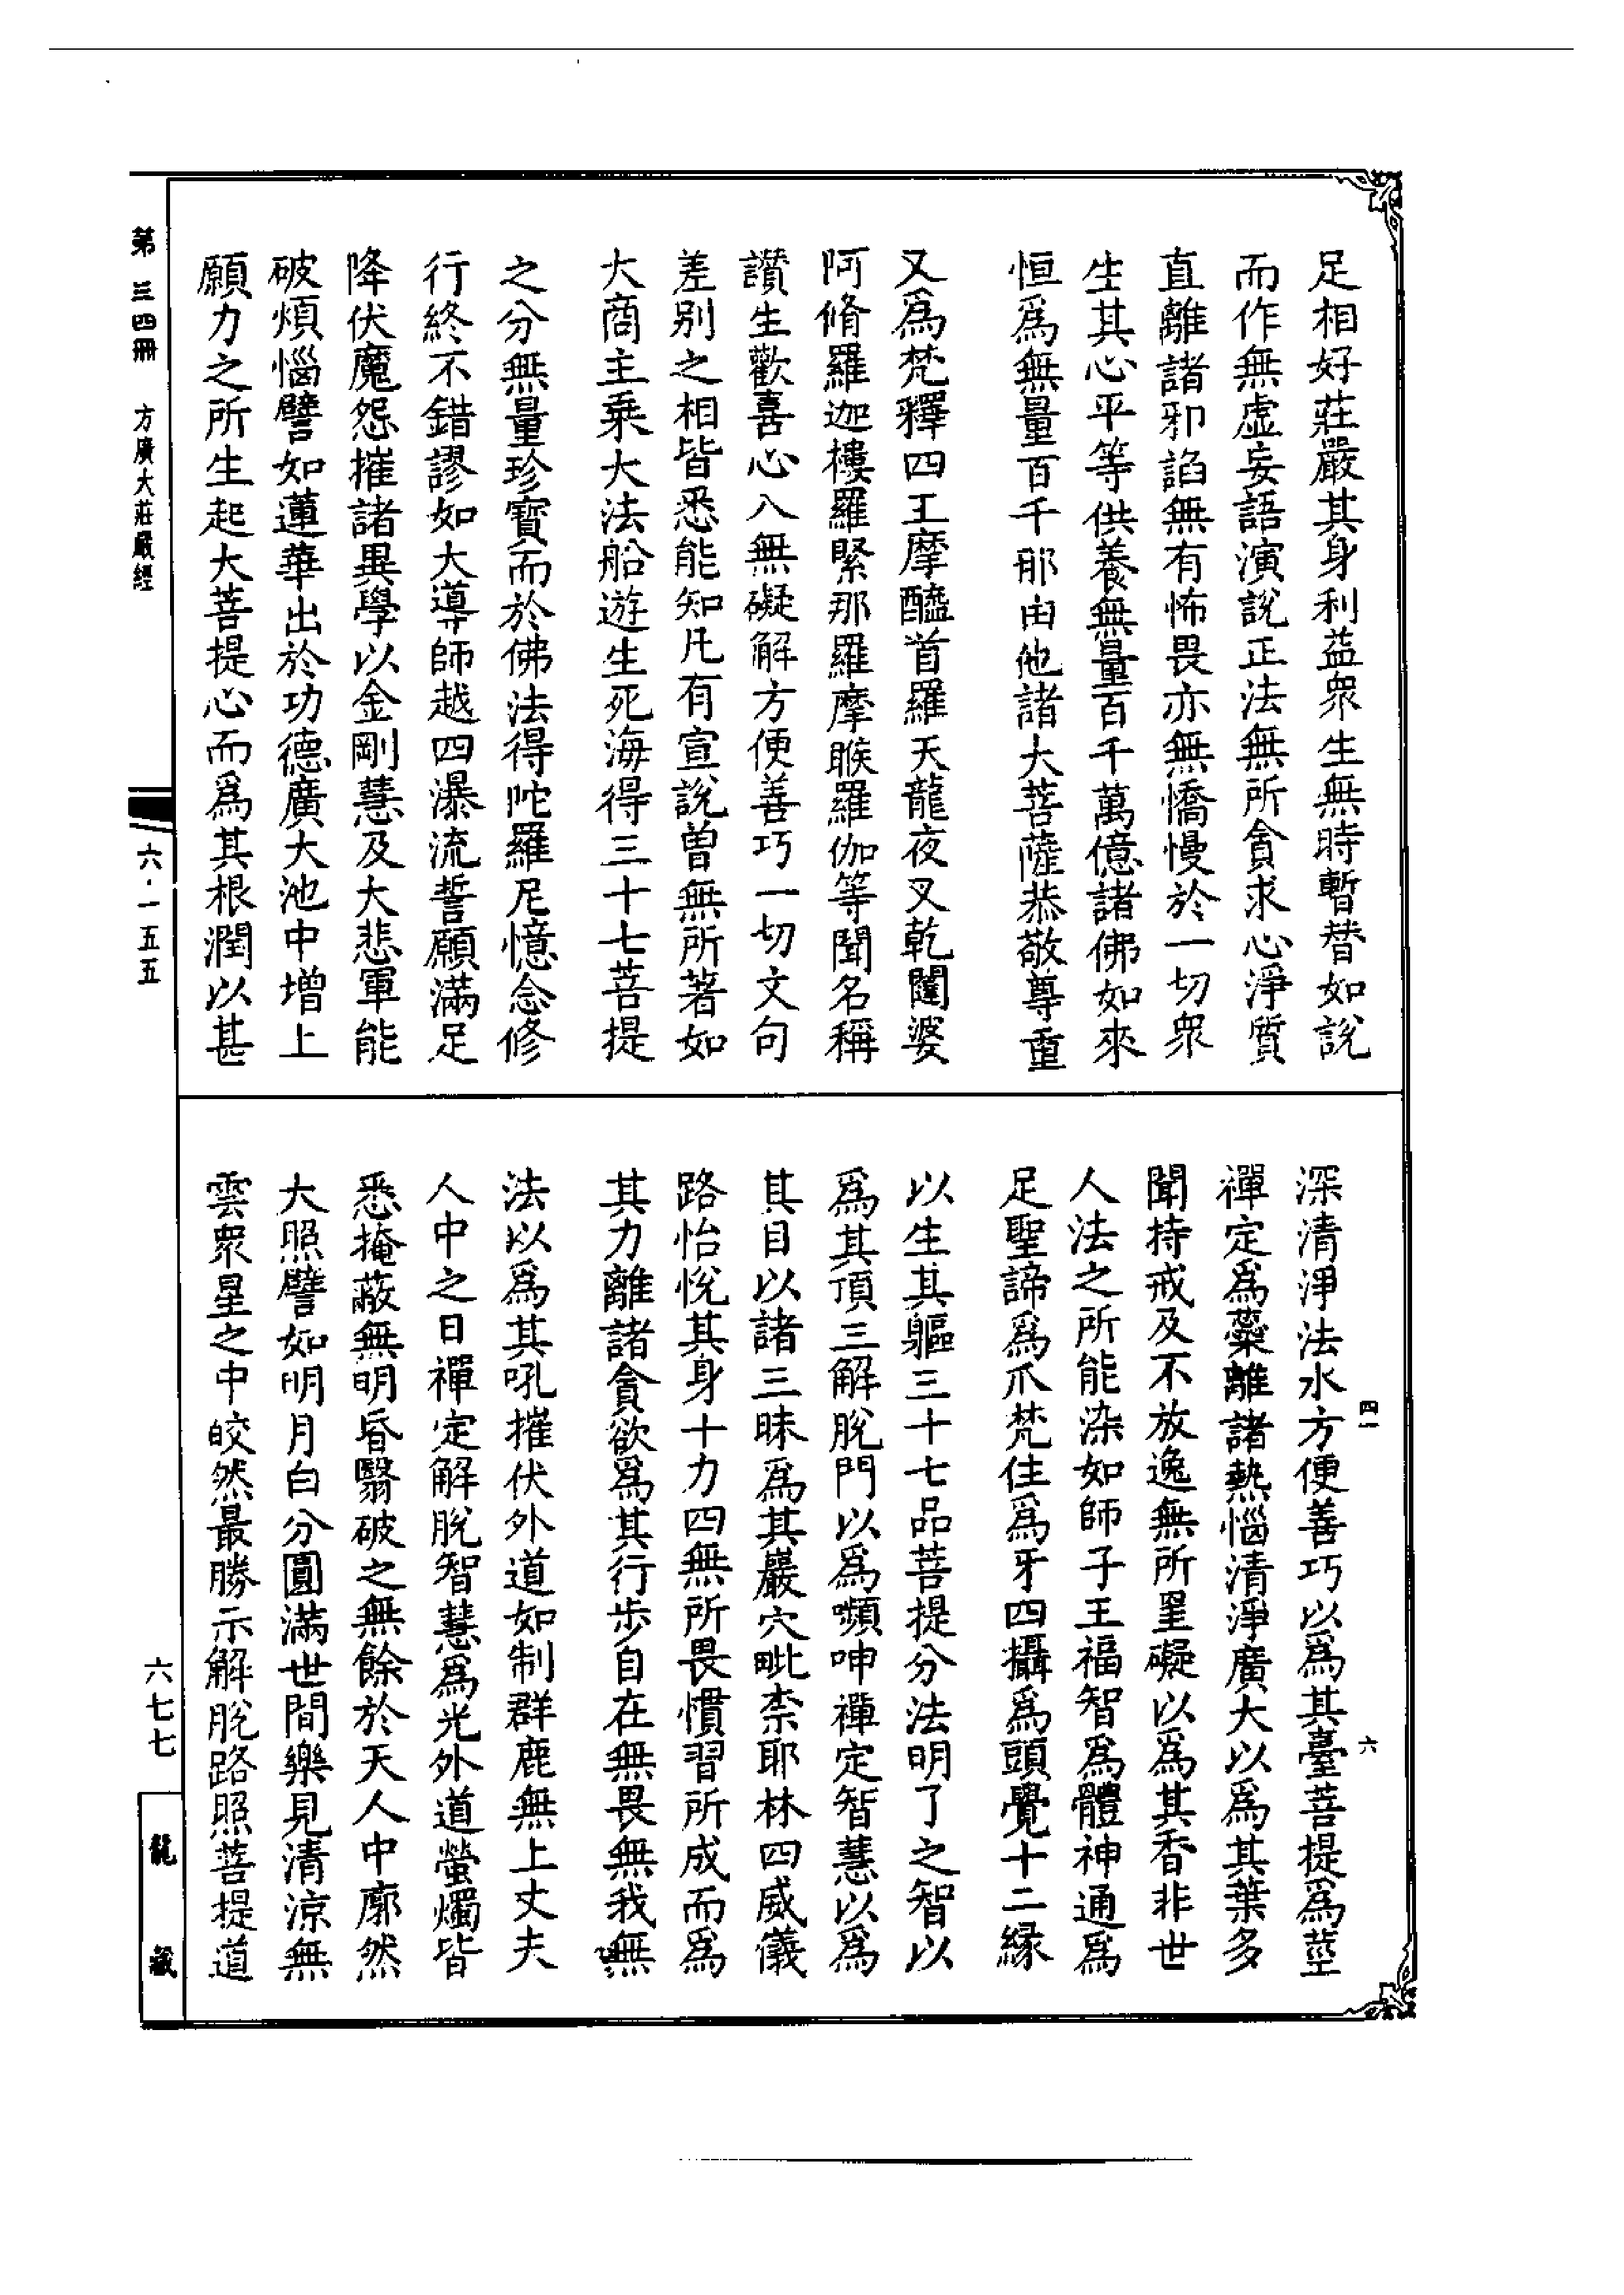 足相好莊嚴其身利益衆生無時暫替如說
而作無虛妄語演說正法無所貪求心淨質
直離諸邪諂無有怖畏亦無憍慢於一切衆
生其心平等供養無量百千萬億諸佛如來
恒爲無量百千那由他諸大菩薩恭敬尊重
又爲梵釋四王摩醯首羅天龍夜叉乾闥婆
阿脩羅迦樓羅緊那羅摩睺羅伽等聞名稱
讚生歡喜心入無礙解方便善巧一切文句
差別之相皆悉能知凡有宣說曾無所著如
大商主乗大法船遊生死海得三十七菩提
之分無量珍寶而於佛法得陀羅尼憶念修
行終不錯謬如大導師越四瀑流誓願滿足
降伏魔怨摧諸異學以金剛慧及大悲軍能
破煩惱譬如蓮華出於功德廣大池中增上
願力之所生起大菩提心而爲其根潤以甚
深清淨法水方便善巧以爲其臺菩提爲莖
禪定爲蘂離諸熱惱清淨廣大以爲其葉多
聞持戒及不放逸無所罣礙以爲其香非世
人法之所能染如師子王福智爲體神通爲
足聖諦爲爪梵住爲牙四攝爲頭覺十二緣
以生其軀三十七品菩提分法明了之智以
爲其頂三解脫門以爲嚬呻禪定智慧以爲
其目以諸三昧爲其巖穴毗柰耶林四威儀
路怡悅其身十力四無所畏慣習所成而爲
其力離諸貪欲爲其行步自在無畏無我無
法以爲其吼摧伏外道如制群鹿無上丈夫
人中之日禪定解脫智慧爲光外道螢燭皆
悉掩蔽無明昏翳破之無餘於天人中廓然
大照譬如明月白分圓滿世間樂見清涼無
雲衆星之中皎然最勝示解脫路照菩提道
四一
六
第三四冊 方廣大莊嚴經
六·一五五
六七七
龍藏